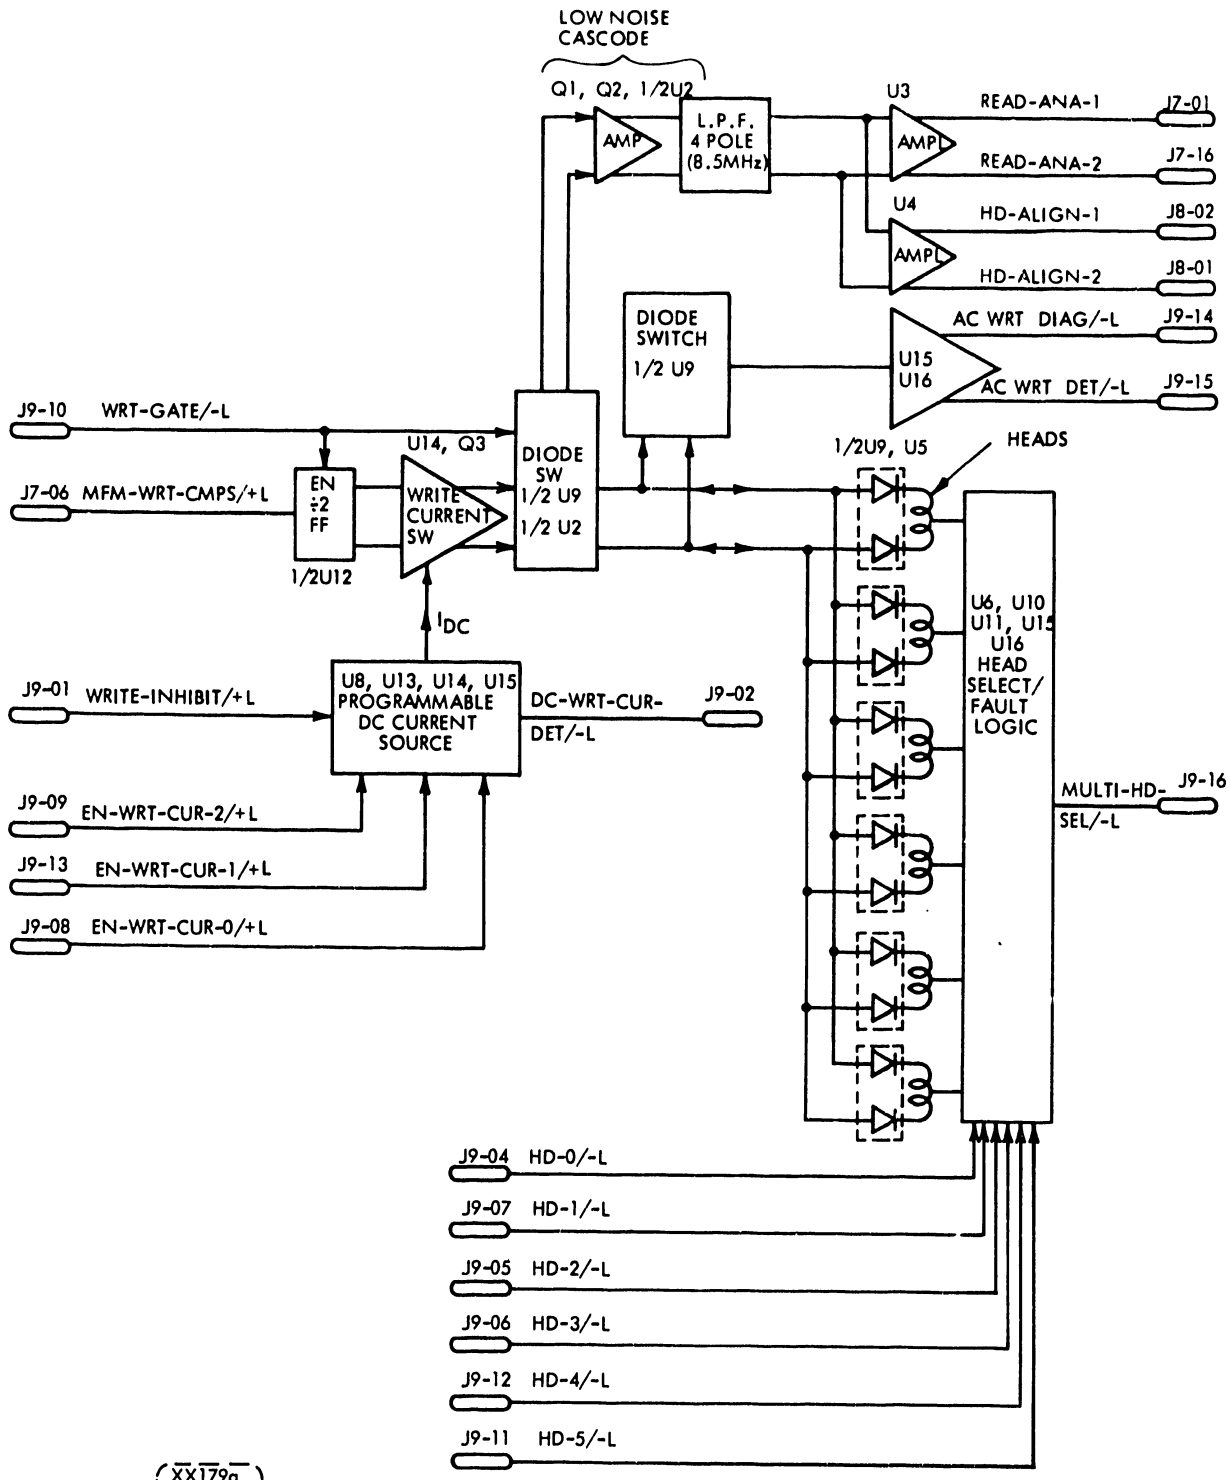 LOW NOISE
CASCODE
Q1, Q2, 1/2U2
AMP
L.P.F.
4 POLE
(8.5MHz)
U3
AMPL
READ-ANA-1
J7-01
READ-ANA-2
J7-16
U4
AMPL
HD-ALIGN-1
J8-02
HD-ALIGN-2
J8-01
DIODE
SWITCH
1/2 U9
U15
U16
AC WRT DIAG/-L
J9-14
AC WRT DET/-L
J9-15
J9-10
WRT-GATE/-L
J7-06
MFM-WRT-CMPS/+L
EN
÷2
FF
1/2U12
U14, Q3
WRITE
CURRENT
SW
DIODE
SW
1/2 U9
1/2 U2
1/2U9, U5
HEADS
IDC
J9-01
WRITE-INHIBIT/+L
U8, U13, U14, U15
PROGRAMMABLE
DC CURRENT
SOURCE
DC-WRT-CUR-
DET/-L
J9-02
J9-09
EN-WRT-CUR-2/+L
J9-13
EN-WRT-CUR-1/+L
J9-08
EN-WRT-CUR-0/+L
U6, U10
U11, U15
U16
HEAD
SELECT/
FAULT
LOGIC
MULTI-HD-
SEL/-L
J9-16
J9-04 HD-0/-L
J9-07 HD-1/-L
J9-05 HD-2/-L
J9-06 HD-3/-L
J9-12 HD-4/-L
J9-11 HD-5/-L
XX179a